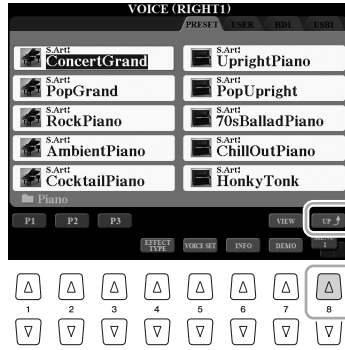 VOICE (RIGHT1)
PRESET USER HD1 USB1
S.Art! ConcertGrand
S.Art! UprightPiano
S.Art! PopGrand
S.Art! PopUpright
S.Art! RockPiano
S.Art! 70sBalladPiano
S.Art! AmbientPiano
S.Art! ChillOutPiano
S.Art! CocktailPiano
S.Art! HonkyTonk
Piano
P1 P2 P3 VIEW UP
EFFECT TYPE VOICE SET INFO DEMO MENU 1
1 2 3 4 5 6 7 8